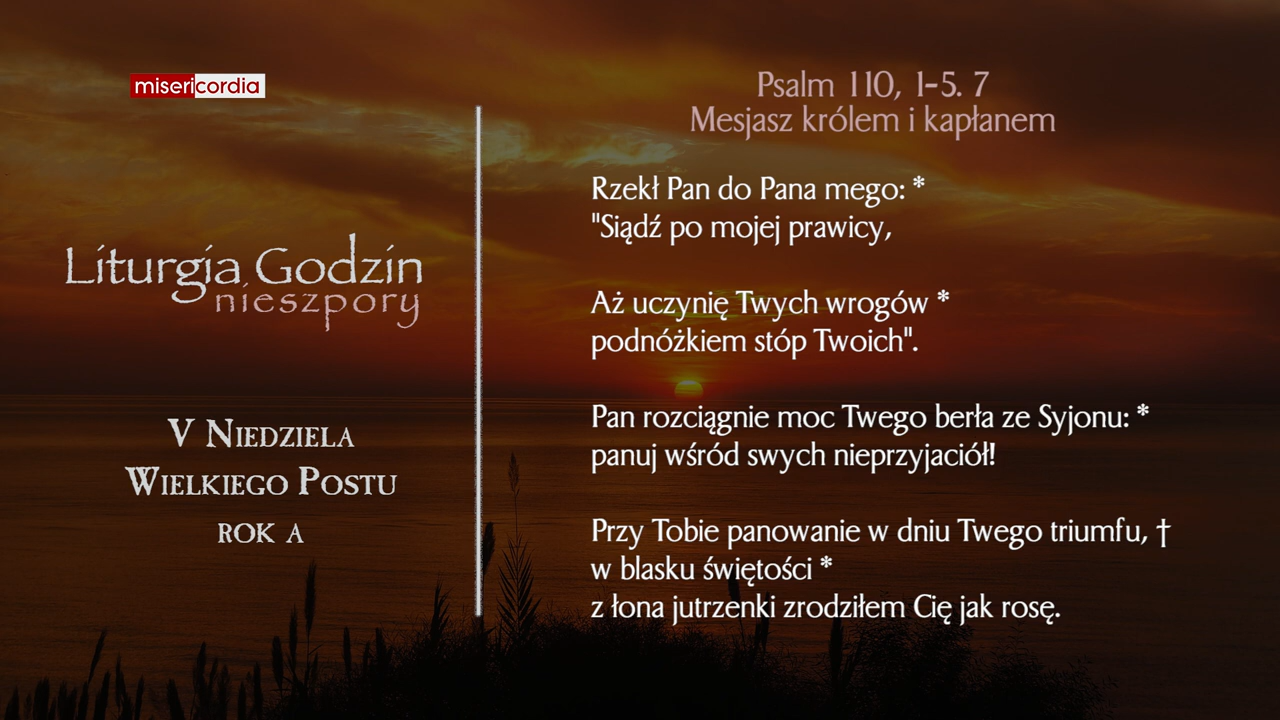 misericordia
Liturgia Godzin
nieszpory
V Niedziela
Wielkiego Postu
rok A
Psalm 110, 1-5. 7
Mesjasz królem i kapłanem
Rzekł Pan do Pana mego: *
"Siądź po mojej prawicy,
Aż uczynię Twych wrogów *
podnóżkiem stóp Twoich".
Pan rozciągnie moc Twego berła ze Syjonu: *
panuj wśród swych nieprzyjaciół!
Przy Tobie panowanie w dniu Twego triumfu, †
w blasku świętości *
z łona jutrzenki zrodziłem Cię jak rosę.